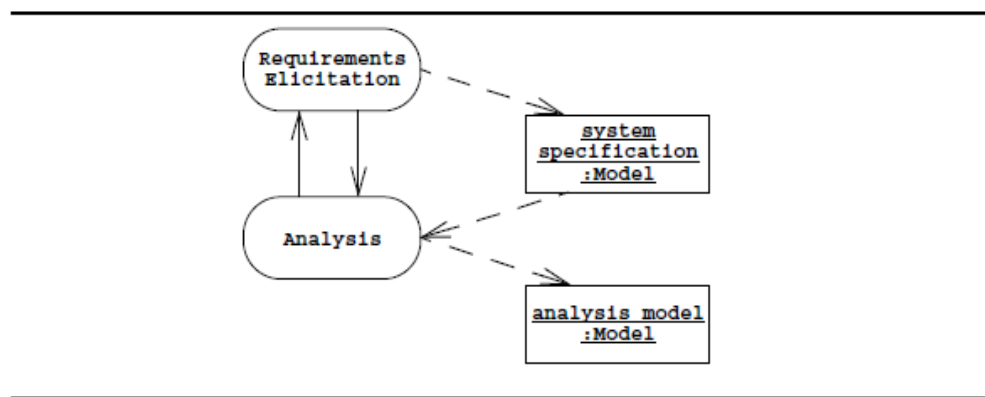 Requirements
Elicitation
system
specification
:Model
Analysis
analysis model
:Model